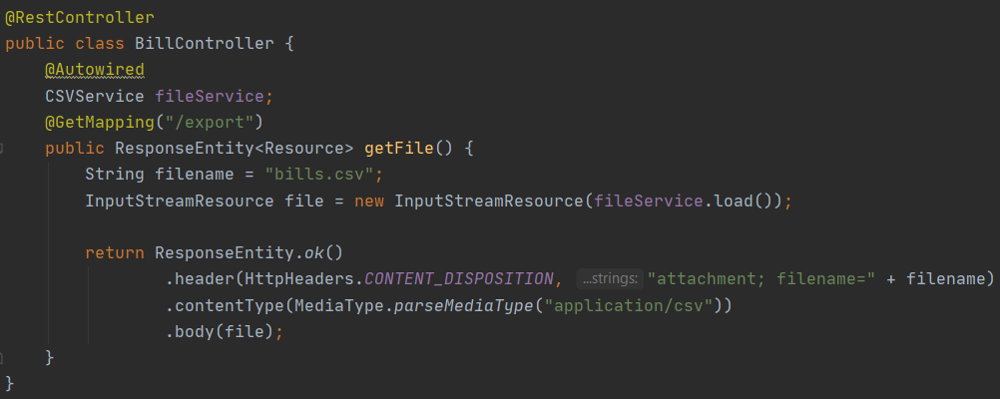 @RestController
public class BillController {
    @Autowired
    CSVService fileService;
    @GetMapping("/export")
    public ResponseEntity<Resource> getFile() {
        String filename = "bills.csv";
        InputStreamResource file = new InputStreamResource(fileService.load());
        return ResponseEntity.ok()
                .header(HttpHeaders.CONTENT_DISPOSITION, ...strings: "attachment; filename=" + filename)
                .contentType(MediaType.parseMediaType("application/csv"))
                .body(file);
    }
}